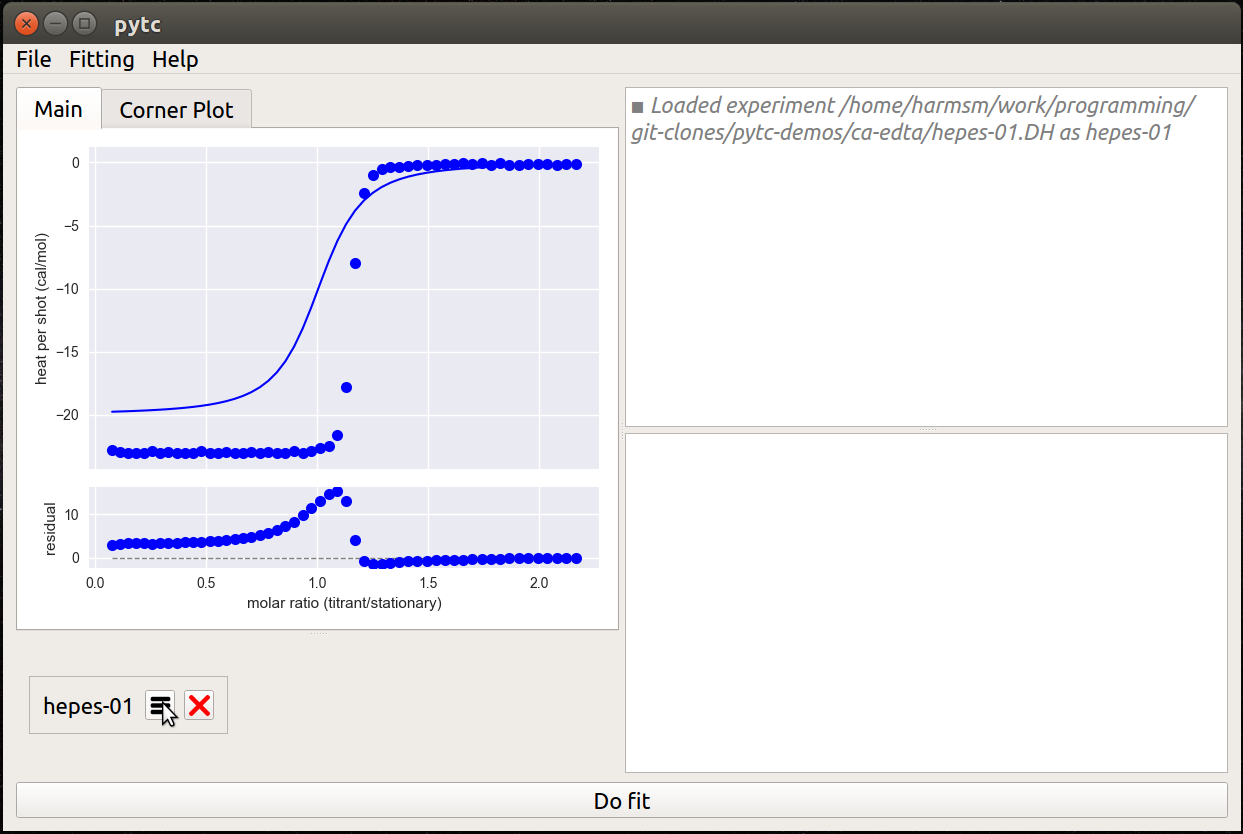 pytc
File Fitting Help
Main Corner Plot
■ Loaded experiment /home/harmsm/work/programming/
git-clones/pytc-demos/ca-edta/hepes-01.DH as hepes-01
0
−5
−10
−15
−20
heat per shot (cal/mol)
10
0
residual
0.0 0.5 1.0 1.5 2.0
molar ratio (titrant/stationary)
hepes-01
Do fit